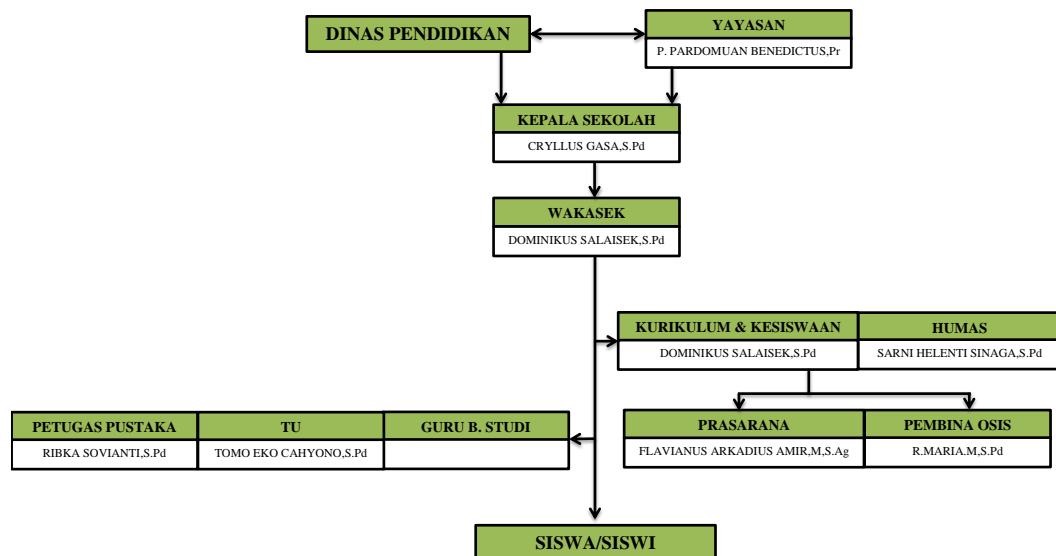 DINAS PENDIDIKAN
YAYASAN
P. PARDOMUAN BENEDICTUS,Pr
KEPALA SEKOLAH
CRYLLUS GASA,S.Pd
WAKASEK
DOMINIKUS SALAISEK,S.Pd
KURIKULUM & KESISWAAN
HUMAS
DOMINIKUS SALAISEK,S.Pd
SARNI HELENTI SINAGA,S.Pd
PETUGAS PUSTAKA
TU
GURU B. STUDI
RIBKA SOVIANTI,S.Pd
TOMO EKO CAHYONO,S.Pd
PRASARANA
PEMBINA OSIS
FLAVIANUS ARKADIUS AMIR,M,S.Ag
R.MARIA.M,S.Pd
SISWA/SISWI